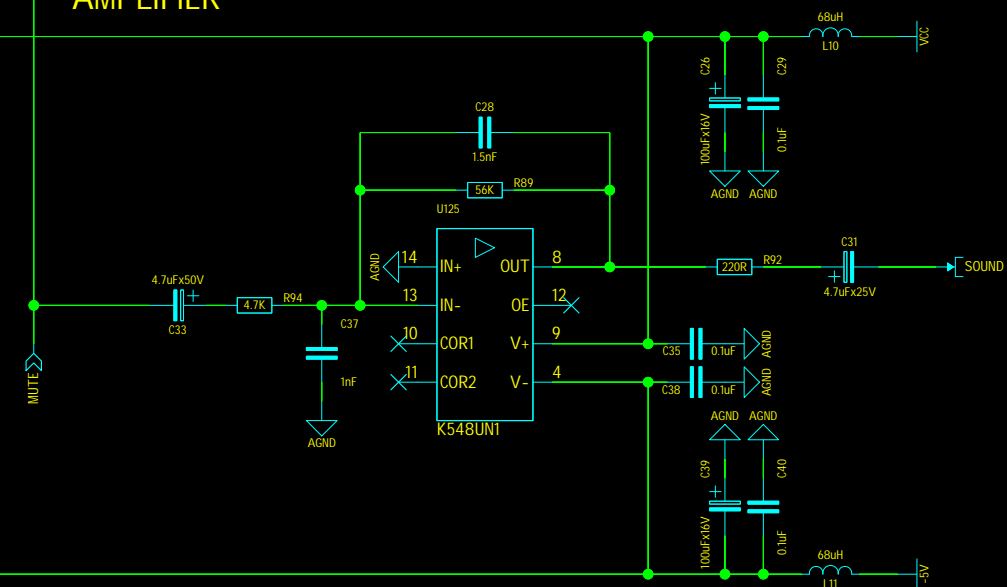 AMPLIFIER
68uH
L10
VCC
C26
100uFx16V
C29
0.1uF
AGND
AGND
C28
1.5nF
56K
R89
U125
AGND
14
IN+
OUT
8
220R
R92
C31
4.7uFx25V
SOUND
4.7uFx50V
C33
4.7K
R94
13
IN-
OE
12
C37
1nF
AGND
10
COR1
V+
9
C35
0.1uF
AGND
11
COR2
V-
4
C38
0.1uF
AGND
K548UN1
MUTE
AGND
AGND
C39
100uFx16V
C40
0.1uF
68uH
L11
-5V